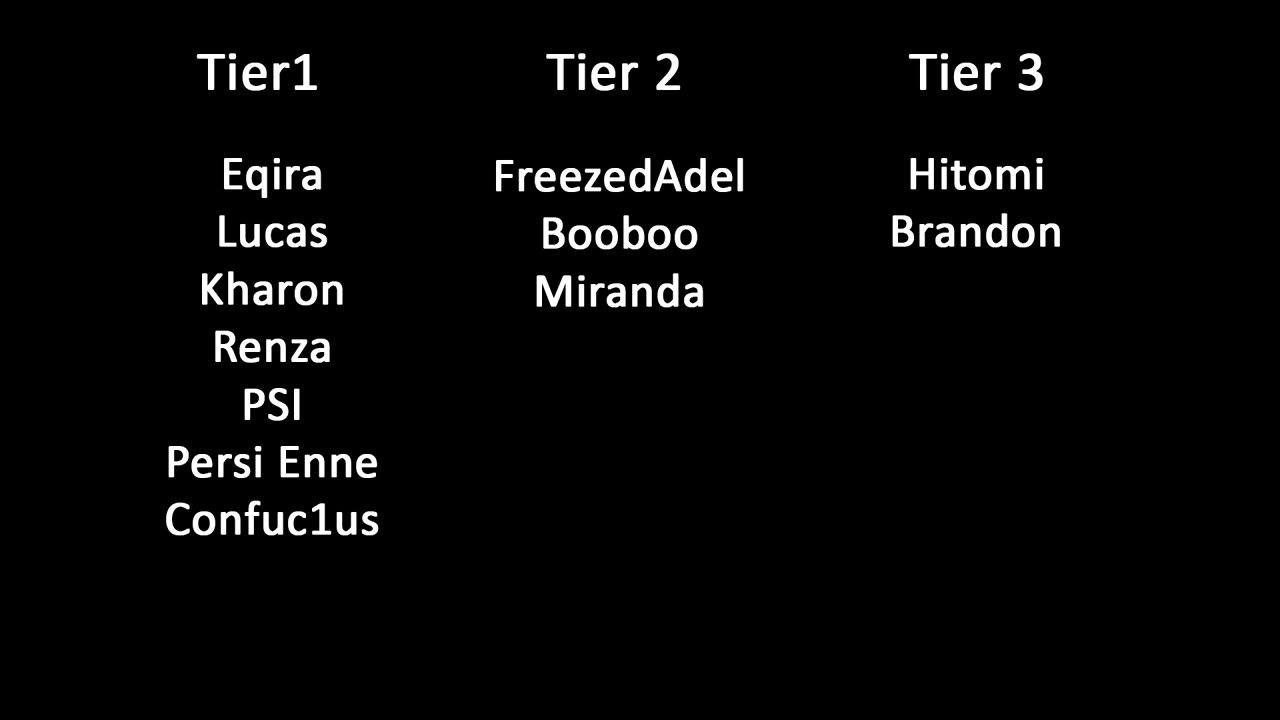 Tier1
Eqira
Lucas
Kharon
Renza
PSI
Persi Enne
Confuc1us
Tier 2
FreezedAdel
Booboo
Miranda
Tier 3
Hitomi
Brandon